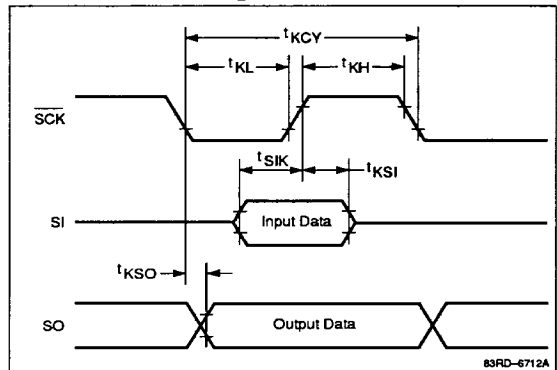 tKCY
tKL
tKH
SCK
tSIK
tKSI
SI
Input Data
tKSO
SO
Output Data
83RD–6712A